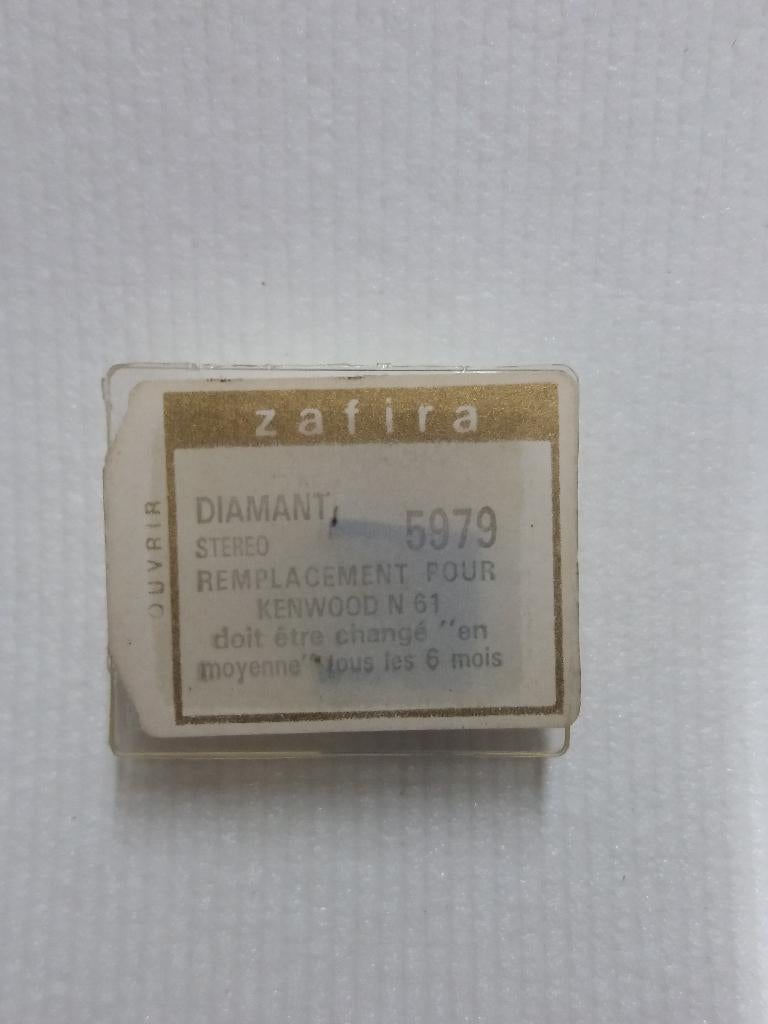 zafira
OUVRIR
DIAMANT 5979
STEREO
REMPLACEMENT POUR
KENWOOD N 61
doit être changé "en
moyenne" tous les 6 mois